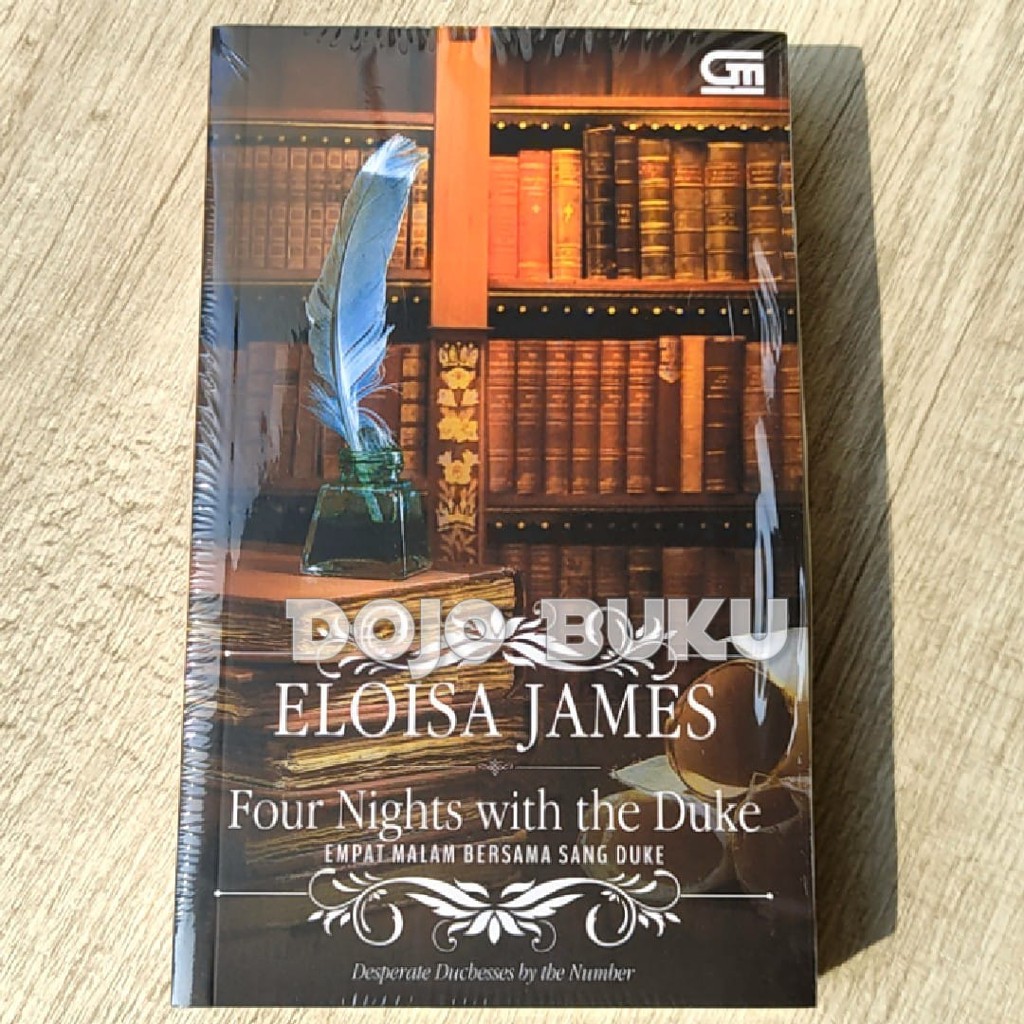 GM
DOJO BUKU
ELOISA JAMES
Four Nights with the Duke
EMPAT MALAM BERSAMA SANG DUKE
Desperate Duchesses by the Number